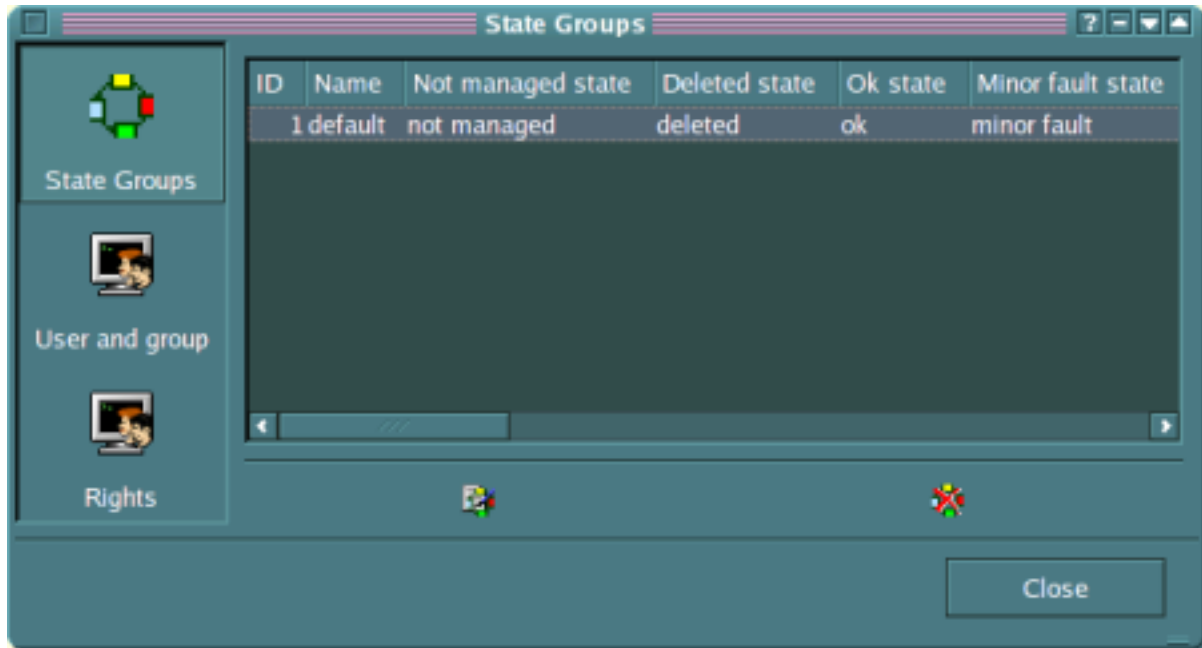 State Groups
ID Name Not managed state Deleted state Ok state Minor fault state
1 default not managed deleted ok minor fault
State Groups
User and group
Rights
Close